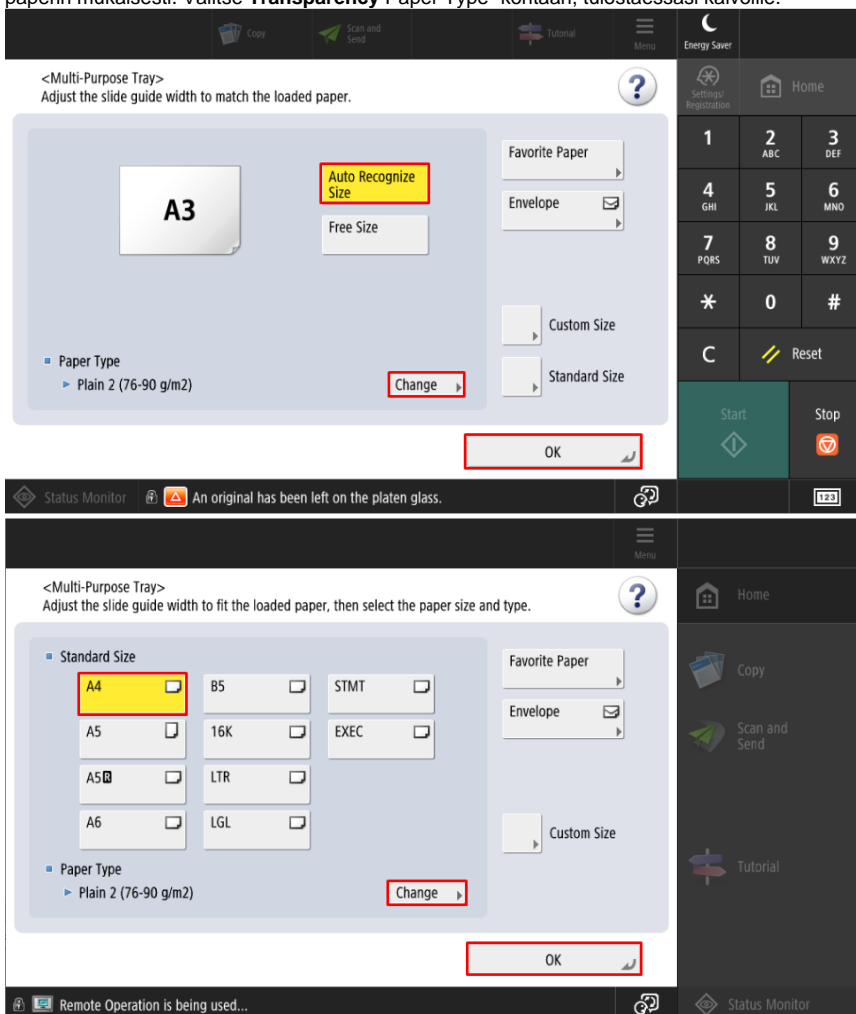 paperin mukaisesti. Valitse Transparency Paper Type -kohtaan, tulostaessasi kalvoille.
Copy
Scan and
Send
Tutorial
Menu
Energy Saver
<Multi-Purpose Tray>
Adjust the slide guide width to match the loaded paper.
?
Settings/
Registration
Home
A3
Auto Recognize
Size
Free Size
Favorite Paper
Envelope
Custom Size
Standard Size
Paper Type
Plain 2 (76-90 g/m2)
Change
OK
1
2
ABC
3
DEF
4
GHI
5
JKL
6
MNO
7
PQRS
8
TUV
9
WXYZ
*
0
#
C
Reset
Start
Stop
Status Monitor
An original has been left on the platen glass.
123
Menu
<Multi-Purpose Tray>
Adjust the slide guide width to fit the loaded paper, then select the paper size and type.
?
Home
Standard Size
A4
B5
STMT
A5
16K
EXEC
A5R
LTR
A6
LGL
Favorite Paper
Envelope
Custom Size
Paper Type
Plain 2 (76-90 g/m2)
Change
OK
Copy
Scan and
Send
Tutorial
Remote Operation is being used...
Status Monitor